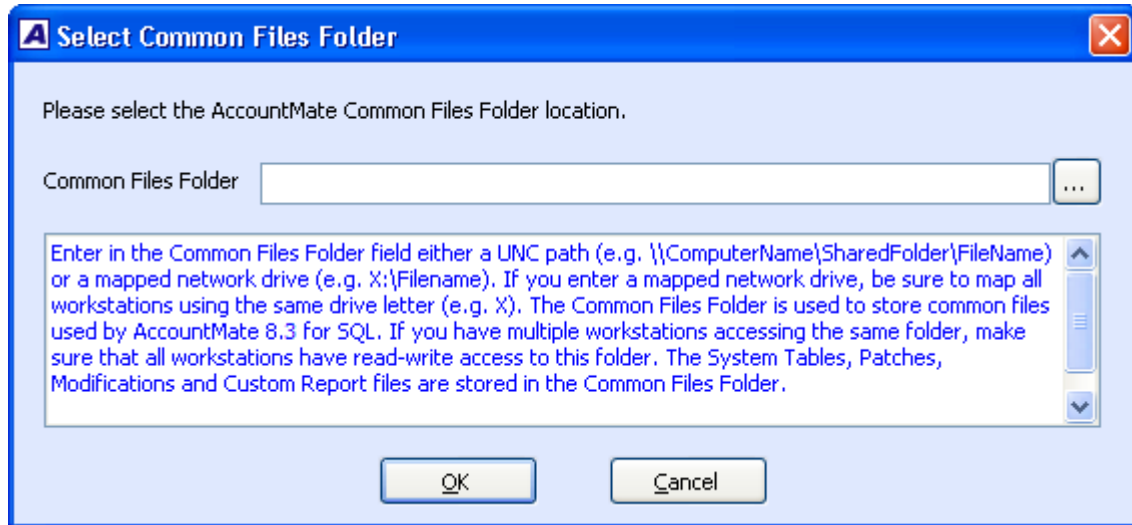 A Select Common Files Folder
Please select the AccountMate Common Files Folder location.
Common Files Folder ...
Enter in the Common Files Folder field either a UNC path (e.g. \\ComputerName\SharedFolder\FileName)
or a mapped network drive (e.g. X:\Filename). If you enter a mapped network drive, be sure to map all
workstations using the same drive letter (e.g. X). The Common Files Folder is used to store common files
used by AccountMate 8.3 for SQL. If you have multiple workstations accessing the same folder, make
sure that all workstations have read-write access to this folder. The System Tables, Patches,
Modifications and Custom Report files are stored in the Common Files Folder.
OK Cancel